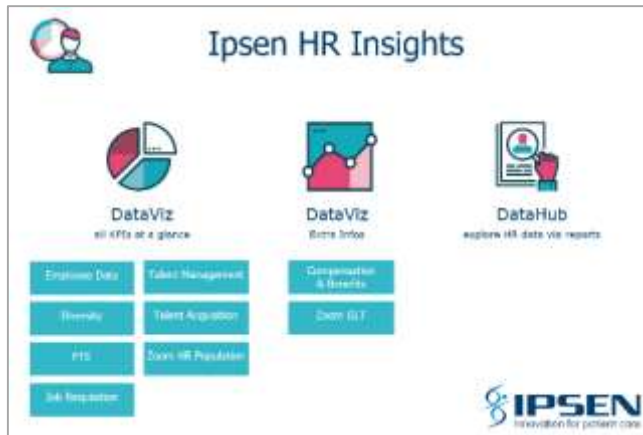 Ipsen HR Insights
DataViz
all KPIs at a glance
DataViz
Extra Infos
DataHub
explore HR data via reports
Employee Data
Talent Management
Compensation
& Benefits
Diversity
Talent Acquisition
Zoom GLT
FTE
Zoom HR Population
Job Requisition
IPSEN
Innovation for patient care